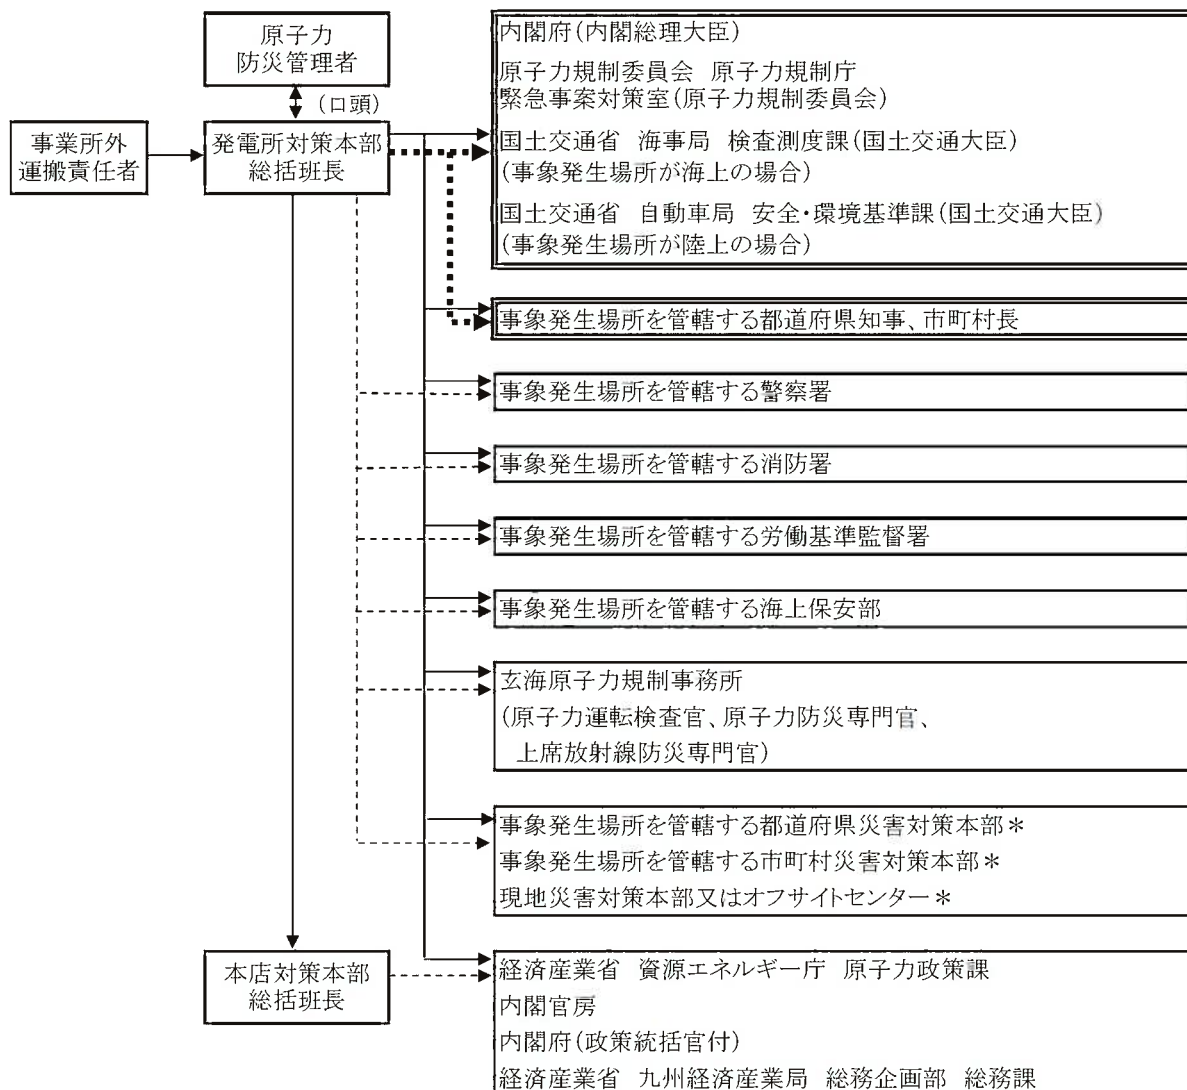 原子力
防災管理者
(口頭)
事業所外
運搬責任者
発電所対策本部
総括班長
内閣府(内閣総理大臣)
原子力規制委員会 原子力規制庁
緊急事案対策室(原子力規制委員会)
国土交通省 海事局 検査測度課(国土交通大臣)
(事象発生場所が海上の場合)
国土交通省 自動車局 安全・環境基準課(国土交通大臣)
(事象発生場所が陸上の場合)
事象発生場所を管轄する都道府県知事、市町村長
事象発生場所を管轄する警察署
事象発生場所を管轄する消防署
事象発生場所を管轄する労働基準監督署
事象発生場所を管轄する海上保安部
玄海原子力規制事務所
(原子力運転検査官、原子力防災専門官、
上席放射線防災専門官)
事象発生場所を管轄する都道府県災害対策本部*
事象発生場所を管轄する市町村災害対策本部*
現地災害対策本部又はオフサイトセンター*
本店対策本部
総括班長
経済産業省 資源エネルギー庁 原子力政策課
内閣官房
内閣府(政策統括官付)
経済産業省 九州経済産業局 総務企画部 総務課